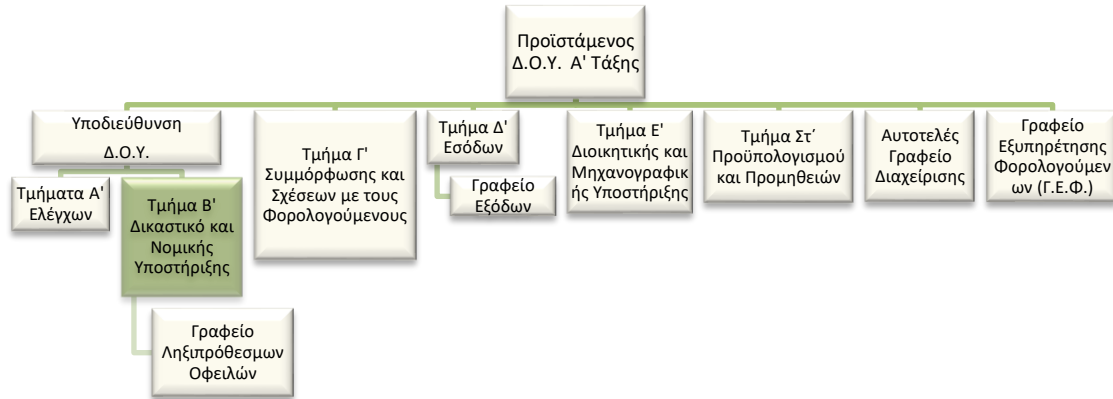 Προϊστάμενος
Δ.Ο.Υ. Α' Τάξης
Υποδιεύθυνση
Δ.Ο.Υ.
Τμήματα Α'
Ελέγχων
Τμήμα Β'
Δικαστικό και
Νομικής
Υποστήριξης
Γραφείο
Ληξιπρόθεσμων
Οφειλών
Τμήμα Γ'
Συμμόρφωσης και
Σχέσεων με τους
Φορολογούμενους
Τμήμα Δ'
Εσόδων
Γραφείο
Εξόδων
Τμήμα Ε'
Διοικητικής και
Μηχανογραφικ
ής Υποστήριξης
Τμήμα Στ΄
Προϋπολογισμού
και Προμηθειών
Αυτοτελές
Γραφείο
Διαχείρισης
Γραφείο
Εξυπηρέτησης
Φορολογούμεν
ων (Γ.Ε.Φ.)